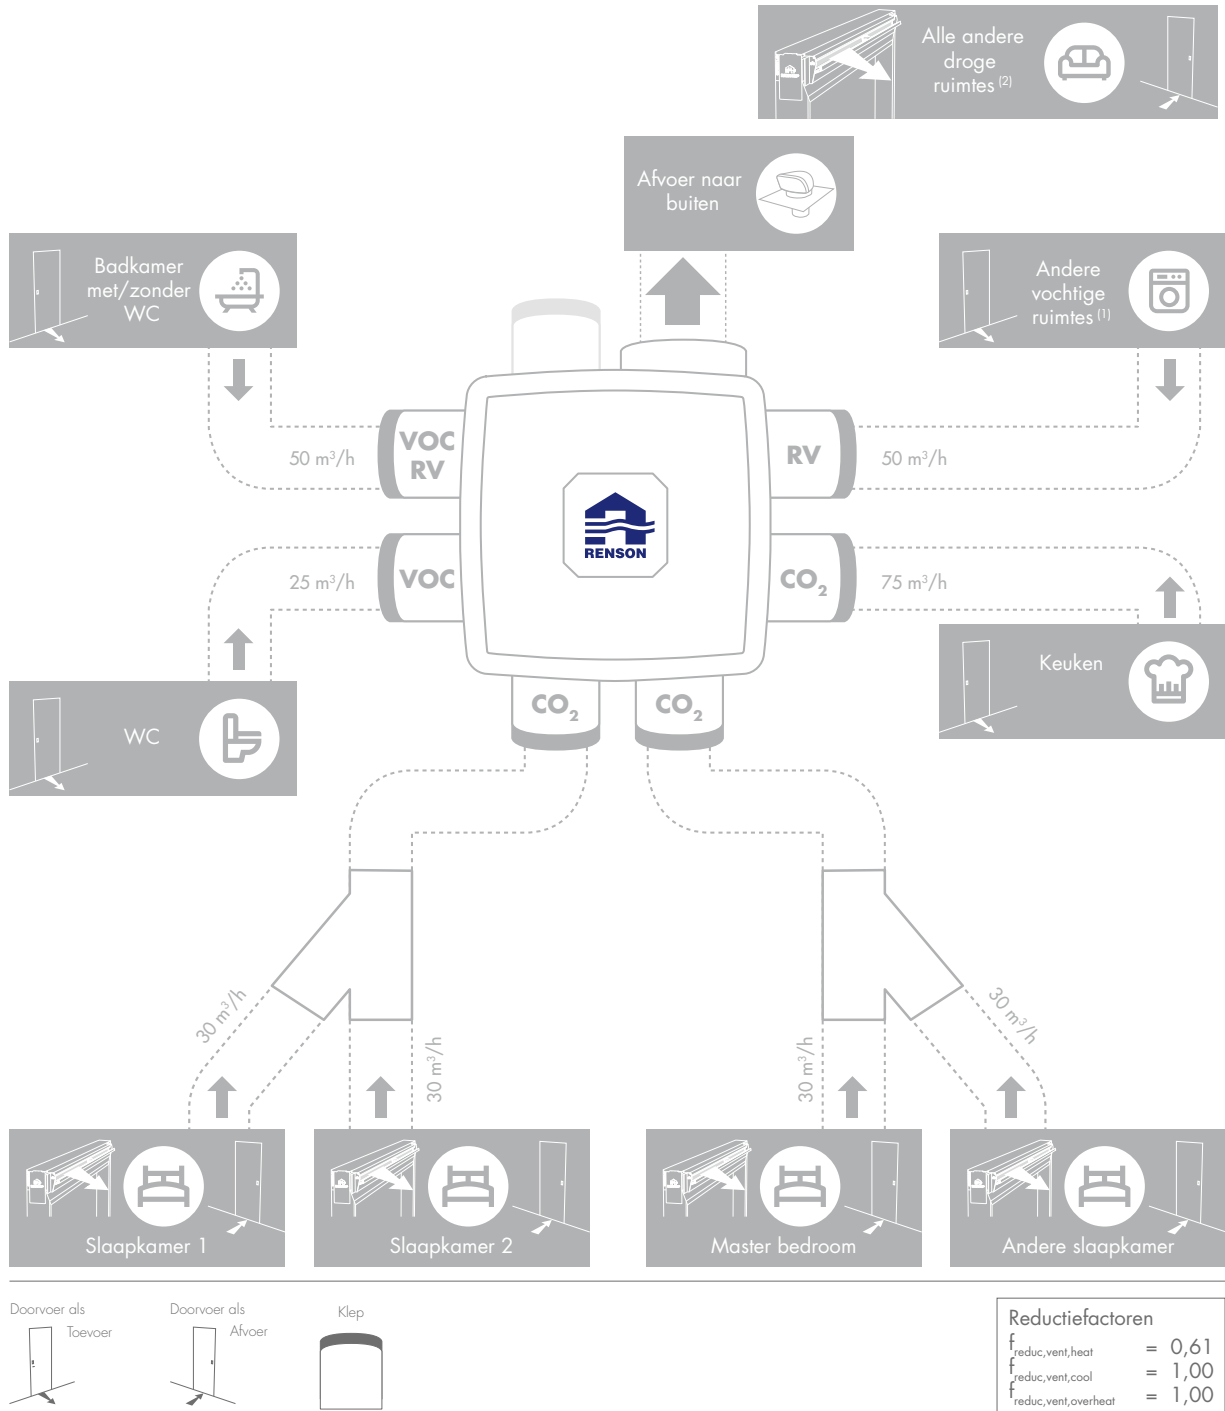 Alle andere
droge
ruimtes (2)
Afvoer naar
buiten
Badkamer
met/zonder
WC
Andere
vochtige
ruimtes (1)
50 m³/h
VOC
RV
RV
50 m³/h
RENSON
25 m³/h
VOC
CO₂
75 m³/h
WC
Keuken
CO₂
CO₂
30 m³/h
30 m³/h
30 m³/h
30 m³/h
Slaapkamer 1
Slaapkamer 2
Master bedroom
Andere slaapkamer
Doorvoer als
Toevoer
Doorvoer als
Afvoer
Klep
Reductiefactoren
f reduc,vent,heat = 0,61
f reduc,vent,cool = 1,00
f reduc,vent,overheat = 1,00